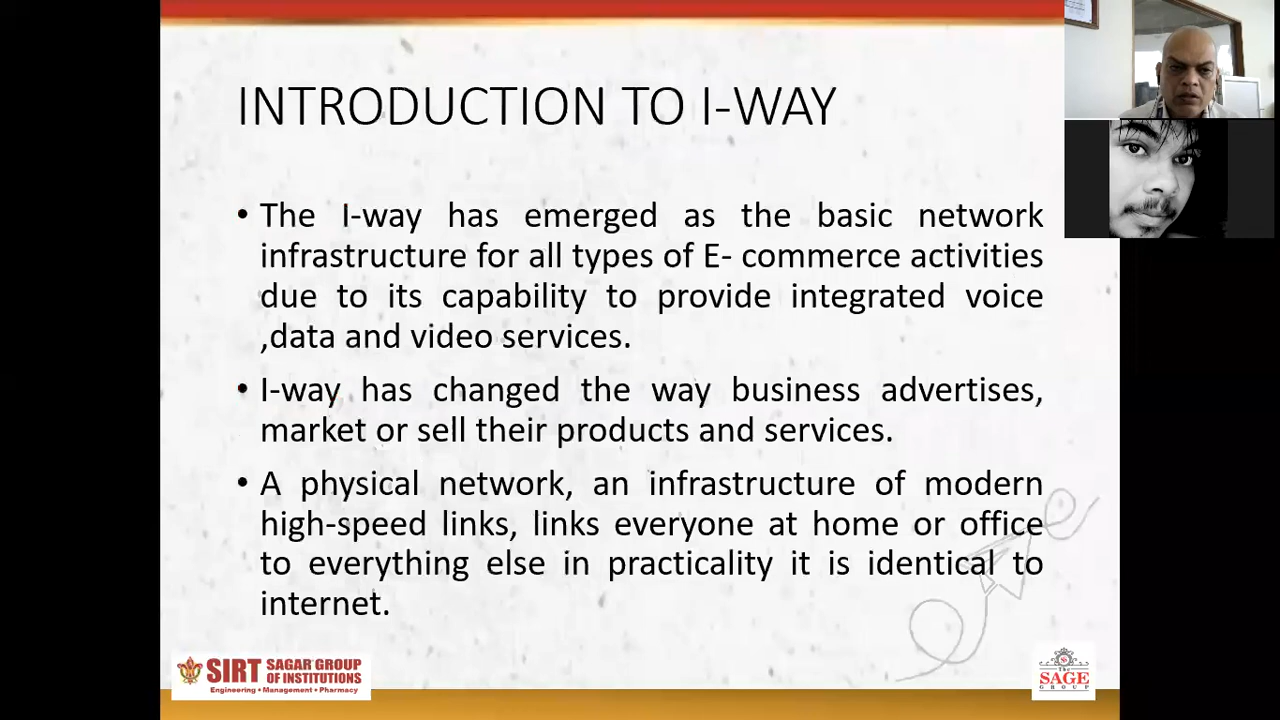 INTRODUCTION TO I-WAY
• The I-way has emerged as the basic network
infrastructure for all types of E- commerce activities
due to its capability to provide integrated voice
,data and video services.
• I-way has changed the way business advertises,
market or sell their products and services.
• A physical network, an infrastructure of modern
high-speed links, links everyone at home or office
to everything else in practicality it is identical to
internet.
SIRT SAGAR GROUP
OF INSTITUTIONS
Engineering • Management • Pharmacy
The
SAGE
GROUP